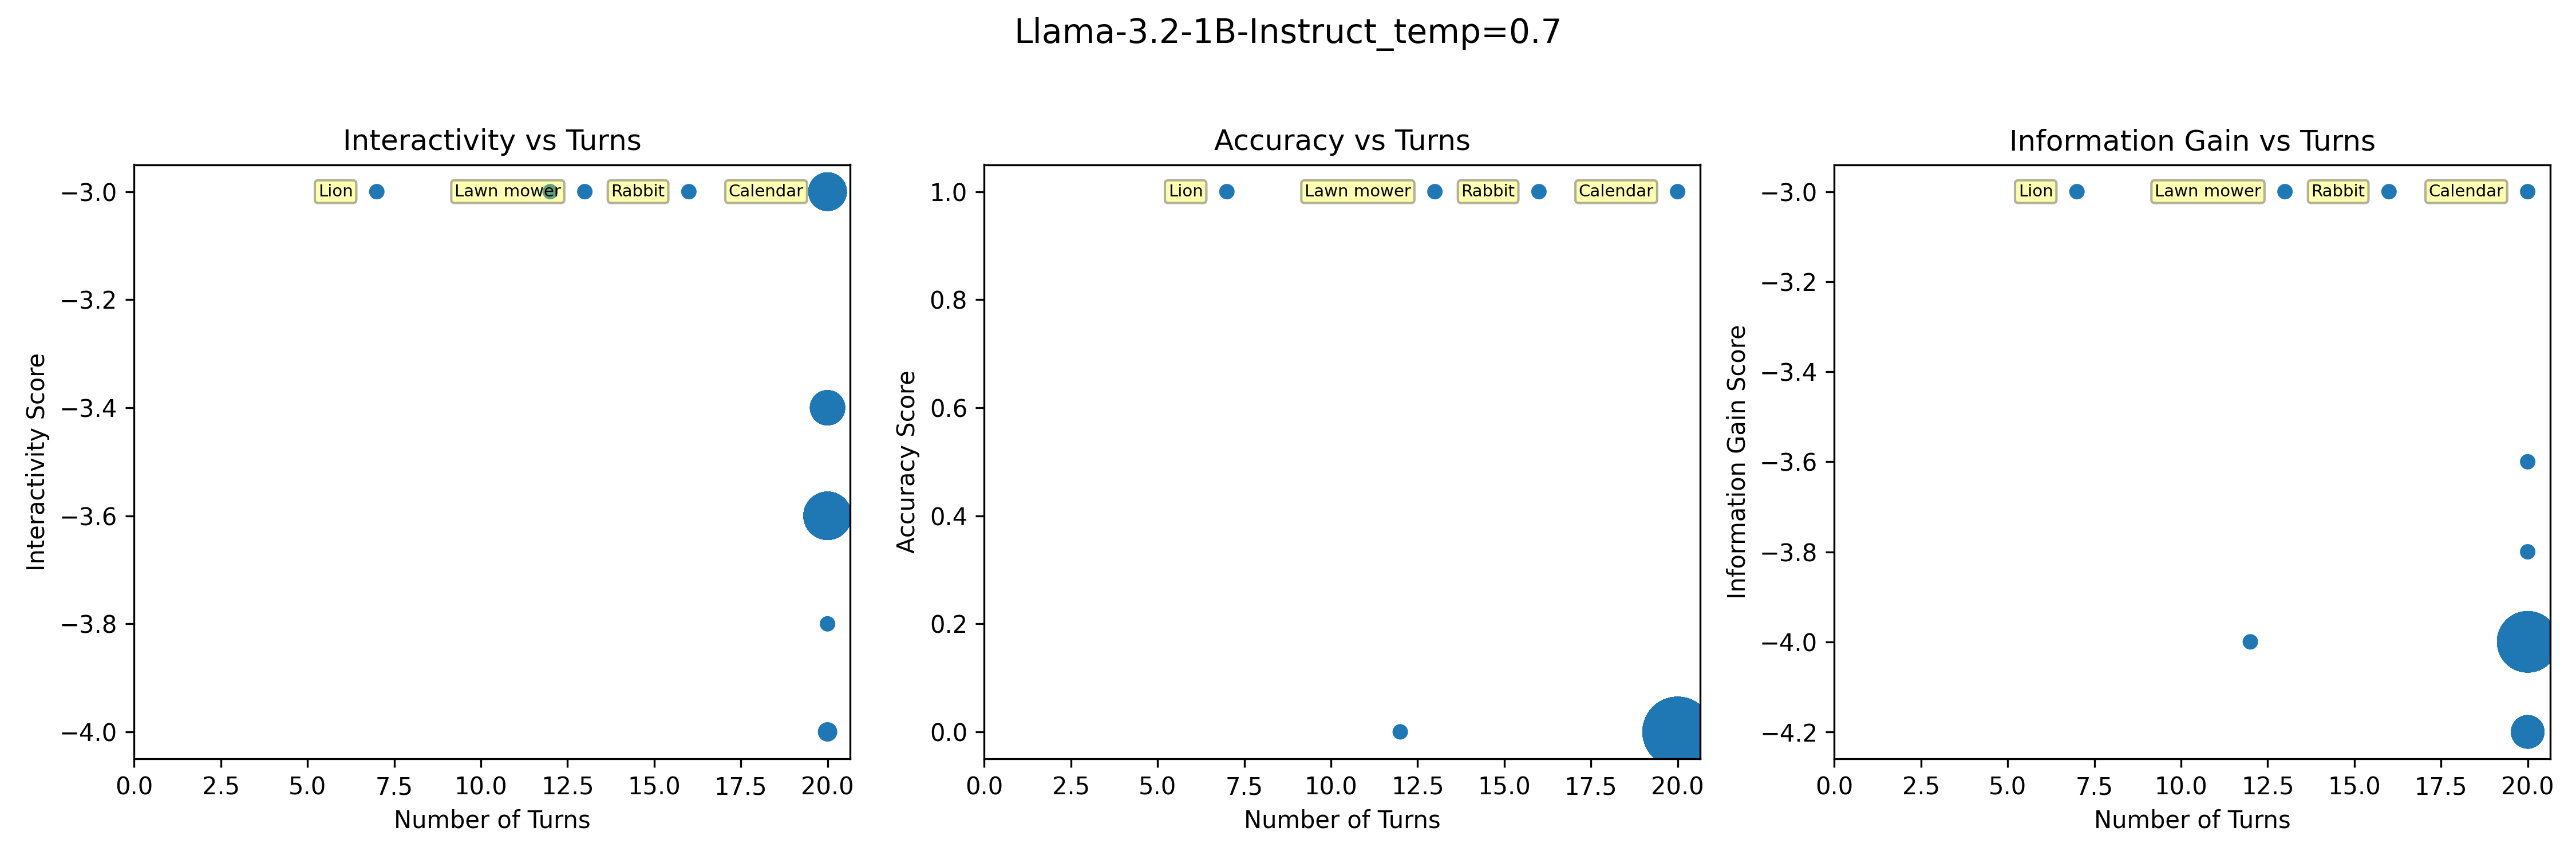 Llama-3.2-1B-Instruct_temp=0.7
Interactivity vs Turns
Interactivity Score
−3.0
−3.2
−3.4
−3.6
−3.8
−4.0
Lion
Lawn mower
Rabbit
Calendar
0.0 2.5 5.0 7.5 10.0 12.5 15.0 17.5 20.0
Number of Turns
Accuracy vs Turns
Accuracy Score
1.0
0.8
0.6
0.4
0.2
0.0
Lion
Lawn mower
Rabbit
Calendar
0.0 2.5 5.0 7.5 10.0 12.5 15.0 17.5 20.0
Number of Turns
Information Gain vs Turns
Information Gain Score
−3.0
−3.2
−3.4
−3.6
−3.8
−4.0
−4.2
Lion
Lawn mower
Rabbit
Calendar
0.0 2.5 5.0 7.5 10.0 12.5 15.0 17.5 20.0
Number of Turns